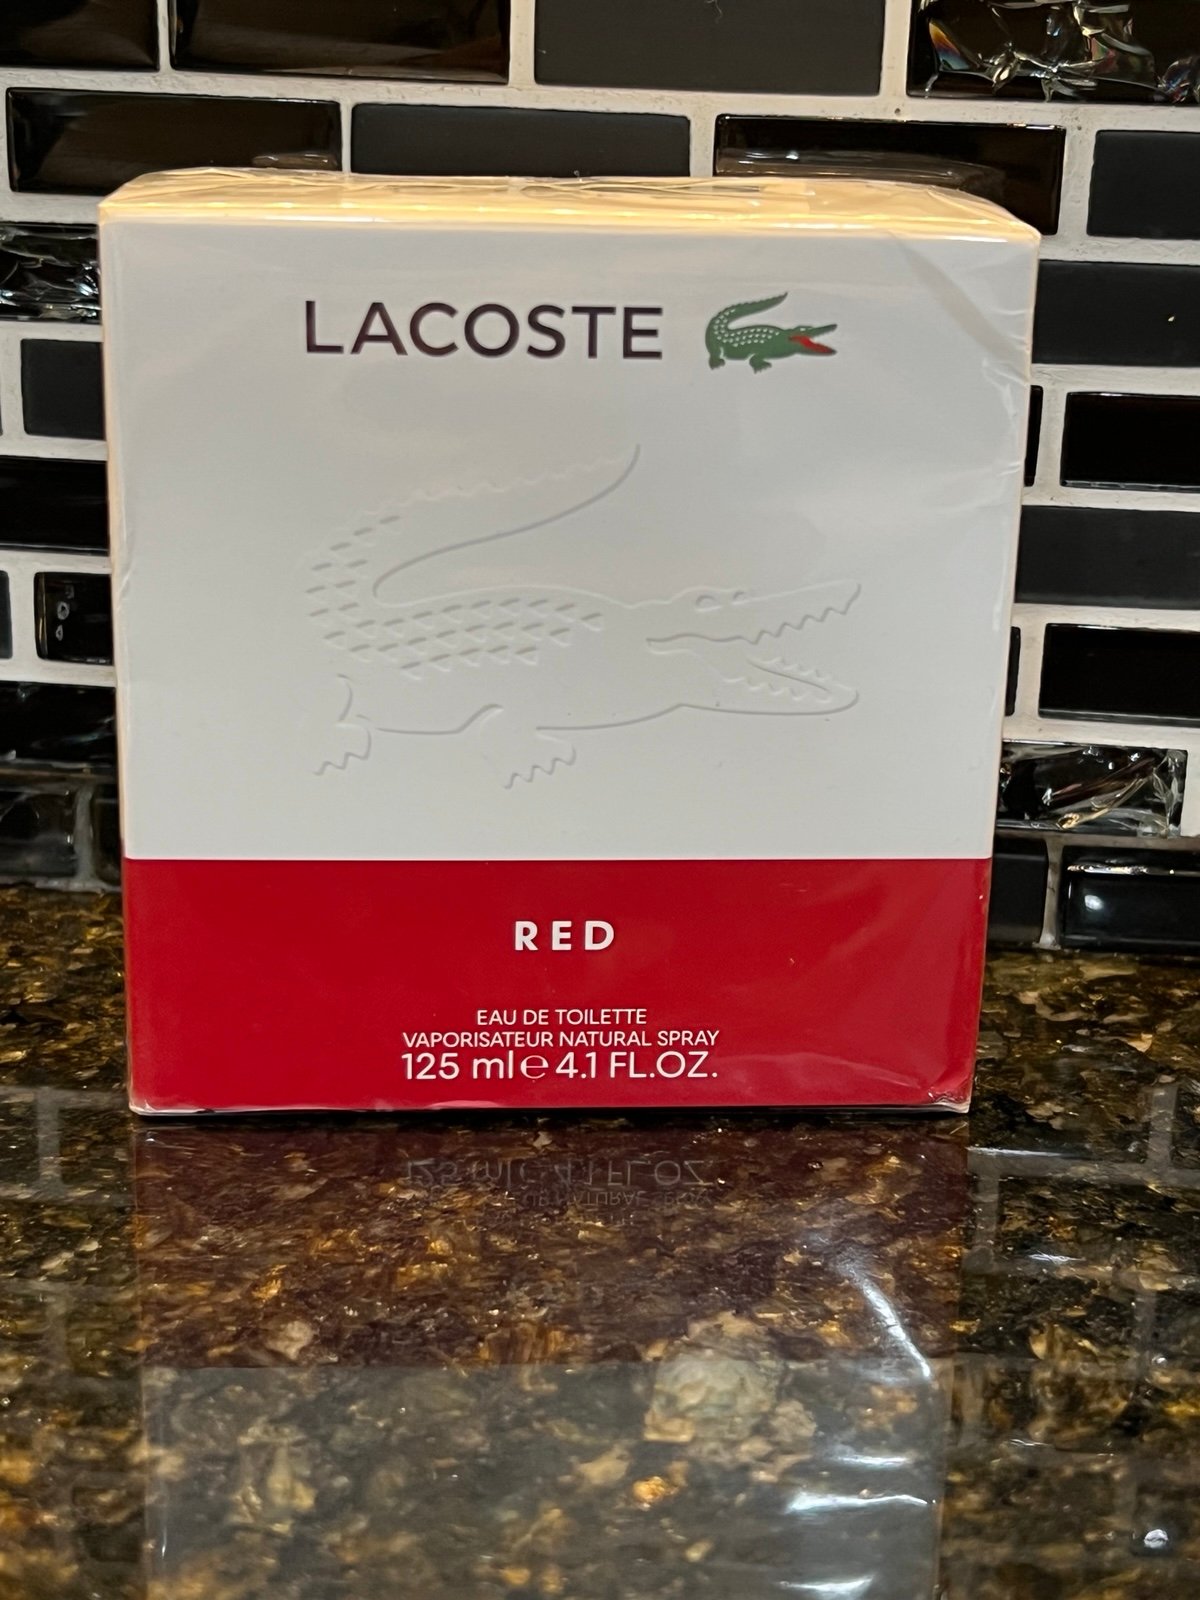 LACOSTE
RED
EAU DE TOILETTE
VAPORISATEUR NATURAL SPRAY
125 ml ℮ 4.1 FL.OZ.